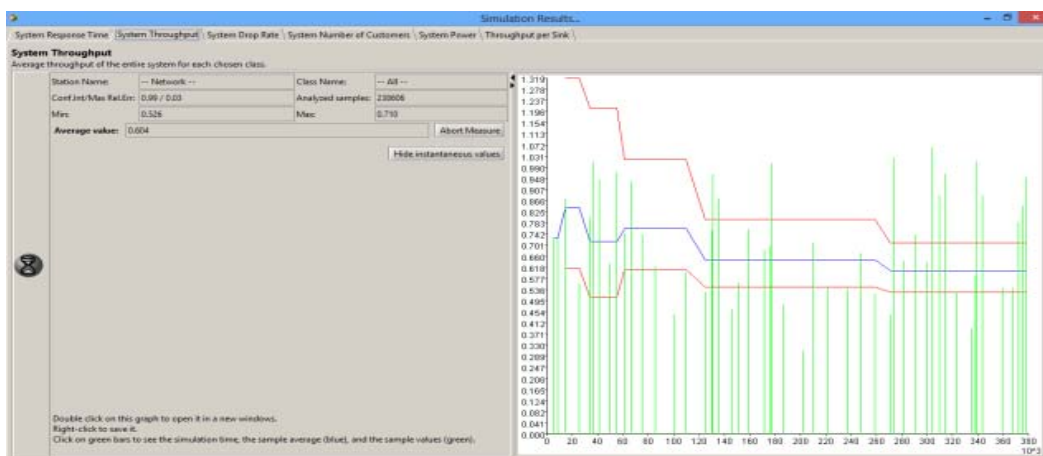 Simulation Results...
System Response Time System Throughput System Drop Rate System Number of Customers System Power Throughput per Sink
System Throughput
Average throughput of the entire system for each chosen class.
Station Name: -- Network -- Class Name: -- All --
Conf.Int/Max Rel.Err: 0.99 / 0.03 Analyzed samples: 230606
Min: 0.526 Max: 0.710
Average value: 0.604 Abort Measure
Hide instantaneous values
Double click on this graph to open it in a new windows.
Right-click to save it.
Click on green bars to see the simulation time, the sample average (blue), and the sample values (green).
1.319
1.278
1.237
1.196
1.154
1.113
1.072
1.031
0.990
0.948
0.907
0.866
0.825
0.783
0.742
0.701
0.660
0.618
0.577
0.536
0.495
0.454
0.412
0.371
0.330
0.289
0.247
0.206
0.165
0.124
0.082
0.041
0.000
0 20 40 60 80 100 120 140 160 180 200 220 240 260 280 300 320 340 360 380
10^3